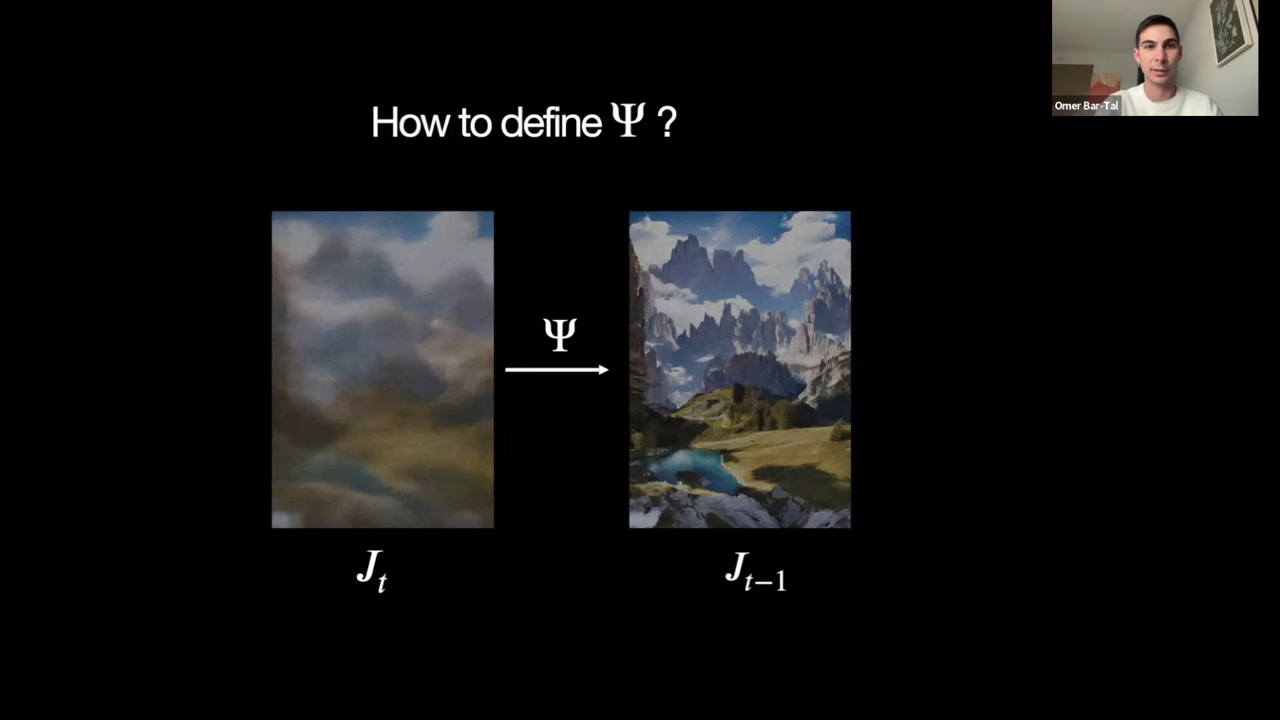 How to define Ψ ?
Omer Bar-Tal
Ψ
J_t
J_{t−1}